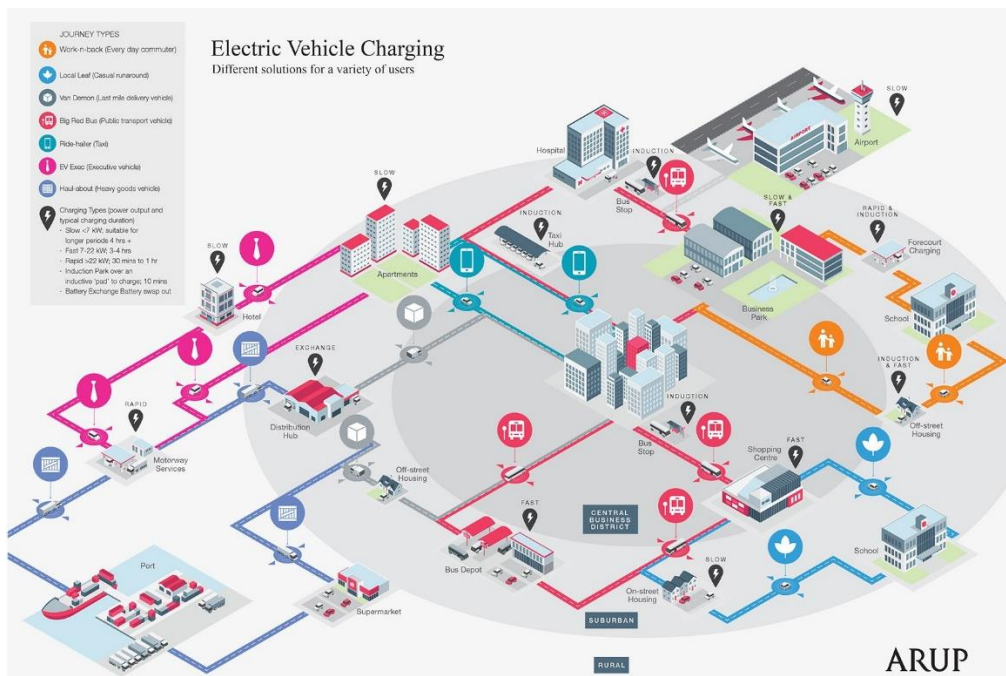 JOURNEY TYPES
Work-n-back (Every day commuter)
Local Leaf (Casual runaround)
Van Demon (Last mile delivery vehicle)
Big Red Bus (Public transport vehicle)
Ride-hailer (Taxi)
EV Exec (Executive vehicle)
Haul-about (Heavy goods vehicle)
Charging Types (power output and
typical charging duration)
- Slow <7 kW; suitable for
longer periods 4 hrs +
- Fast 7-22 kW; 3-4 hrs
- Rapid >22 kW; 30 mins to 1 hr
- Induction Park over an
inductive 'pad' to charge; 10 mins
- Battery Exchange Battery swap out
Electric Vehicle Charging
Different solutions for a variety of users
SLOW
AIRPORT
Airport
Hospital
INDUCTION
Bus
Stop
SLOW
Apartments
INDUCTION
Taxi
Hub
SLOW &
FAST
Business
Park
RAPID &
INDUCTION
Forecourt
Charging
School
SLOW
Hotel
EXCHANGE
Distribution
Hub
INDUCTION
& FAST
Off-street
Housing
RAPID
Motorway
Services
INDUCTION
Bus
Stop
FAST
Shopping
Centre
Off-street
Housing
FAST
Bus Depot
CENTRAL
BUSINESS
DISTRICT
School
SLOW
On-street
Housing
Port
Supermarket
SUBURBAN
RURAL
ARUP